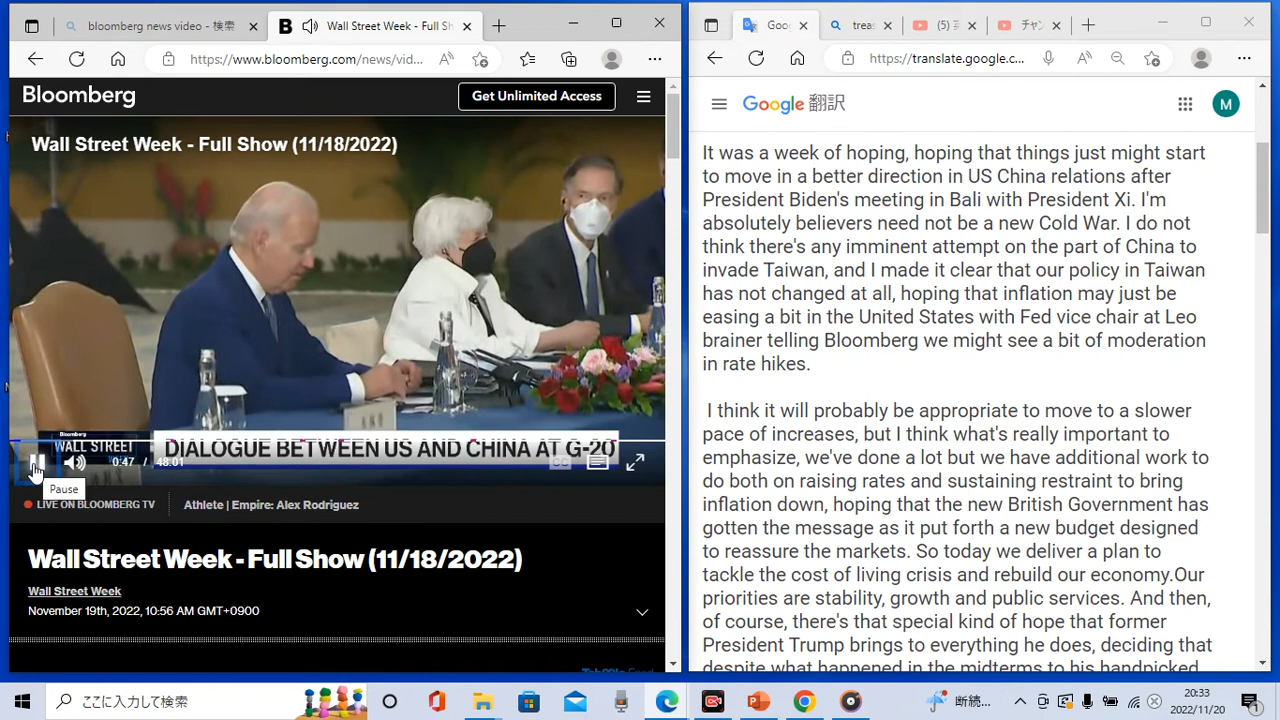 bloomberg news video - 検索
Wall Street Week - Full Sh
https://www.bloomberg.com/news/vid...
Bloomberg
Get Unlimited Access
Wall Street Week - Full Show (11/18/2022)
Bloomberg
WALL STREET
DIALOGUE BETWEEN US AND CHINA AT G-20
0:47 / 48:01
CC
Pause
LIVE ON BLOOMBERG TV
Athlete | Empire: Alex Rodriguez
Wall Street Week - Full Show (11/18/2022)
Wall Street Week
November 19th, 2022, 10:56 AM GMT+0900
Goo
treas
(5)
チャン
https://translate.google.c...
Google 翻訳
M
It was a week of hoping, hoping that things just might start
to move in a better direction in US China relations after
President Biden's meeting in Bali with President Xi. I'm
absolutely believers need not be a new Cold War. I do not
think there's any imminent attempt on the part of China to
invade Taiwan, and I made it clear that our policy in Taiwan
has not changed at all, hoping that inflation may just be
easing a bit in the United States with Fed vice chair at Leo
brainer telling Bloomberg we might see a bit of moderation
in rate hikes.
I think it will probably be appropriate to move to a slower
pace of increases, but I think what's really important to
emphasize, we've done a lot but we have additional work to
do both on raising rates and sustaining restraint to bring
inflation down, hoping that the new British Government has
gotten the message as it put forth a new budget designed
to reassure the markets. So today we deliver a plan to
tackle the cost of living crisis and rebuild our economy.Our
priorities are stability, growth and public services. And then,
of course, there's that special kind of hope that former
President Trump brings to everything he does, deciding that
despite what happened in the midterms to his handpicked
ここに入力して検索
断続...
20:33
2022/11/20
1